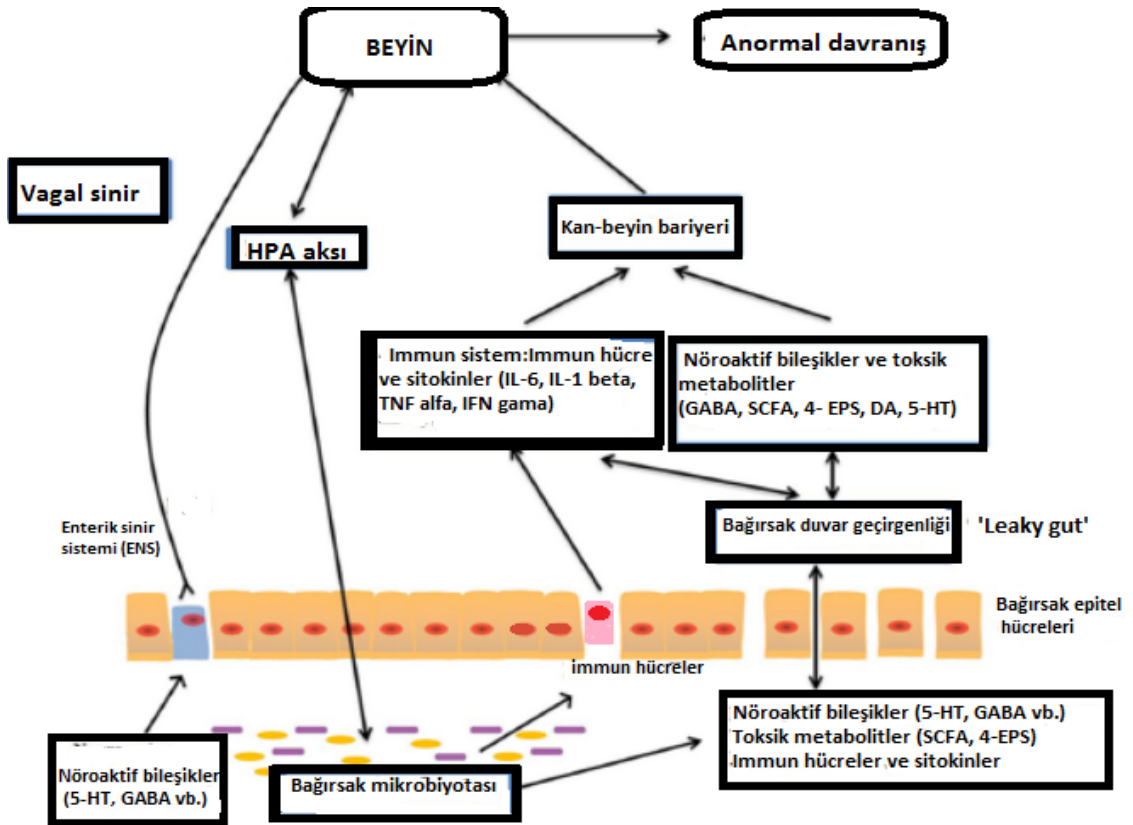 BEYİN
Anormal davranış
Vagal sinir
HPA aksı
Kan-beyin bariyeri
Immun sistem:Immun hücre
ve sitokinler (IL-6, IL-1 beta,
TNF alfa, IFN gama)
Nöroaktif bileşikler ve toksik
metabolitler
(GABA, SCFA, 4- EPS, DA, 5-HT)
Enterik sinir
sistemi (ENS)
Bağırsak duvar geçirgenliği
'Leaky gut'
Bağırsak epitel
hücreleri
immun hücreler
Nöroaktif bileşikler
(5-HT, GABA vb.)
Bağırsak mikrobiyotası
Nöroaktif bileşikler (5-HT, GABA vb.)
Toksik metabolitler (SCFA, 4-EPS)
Immun hücreler ve sitokinler